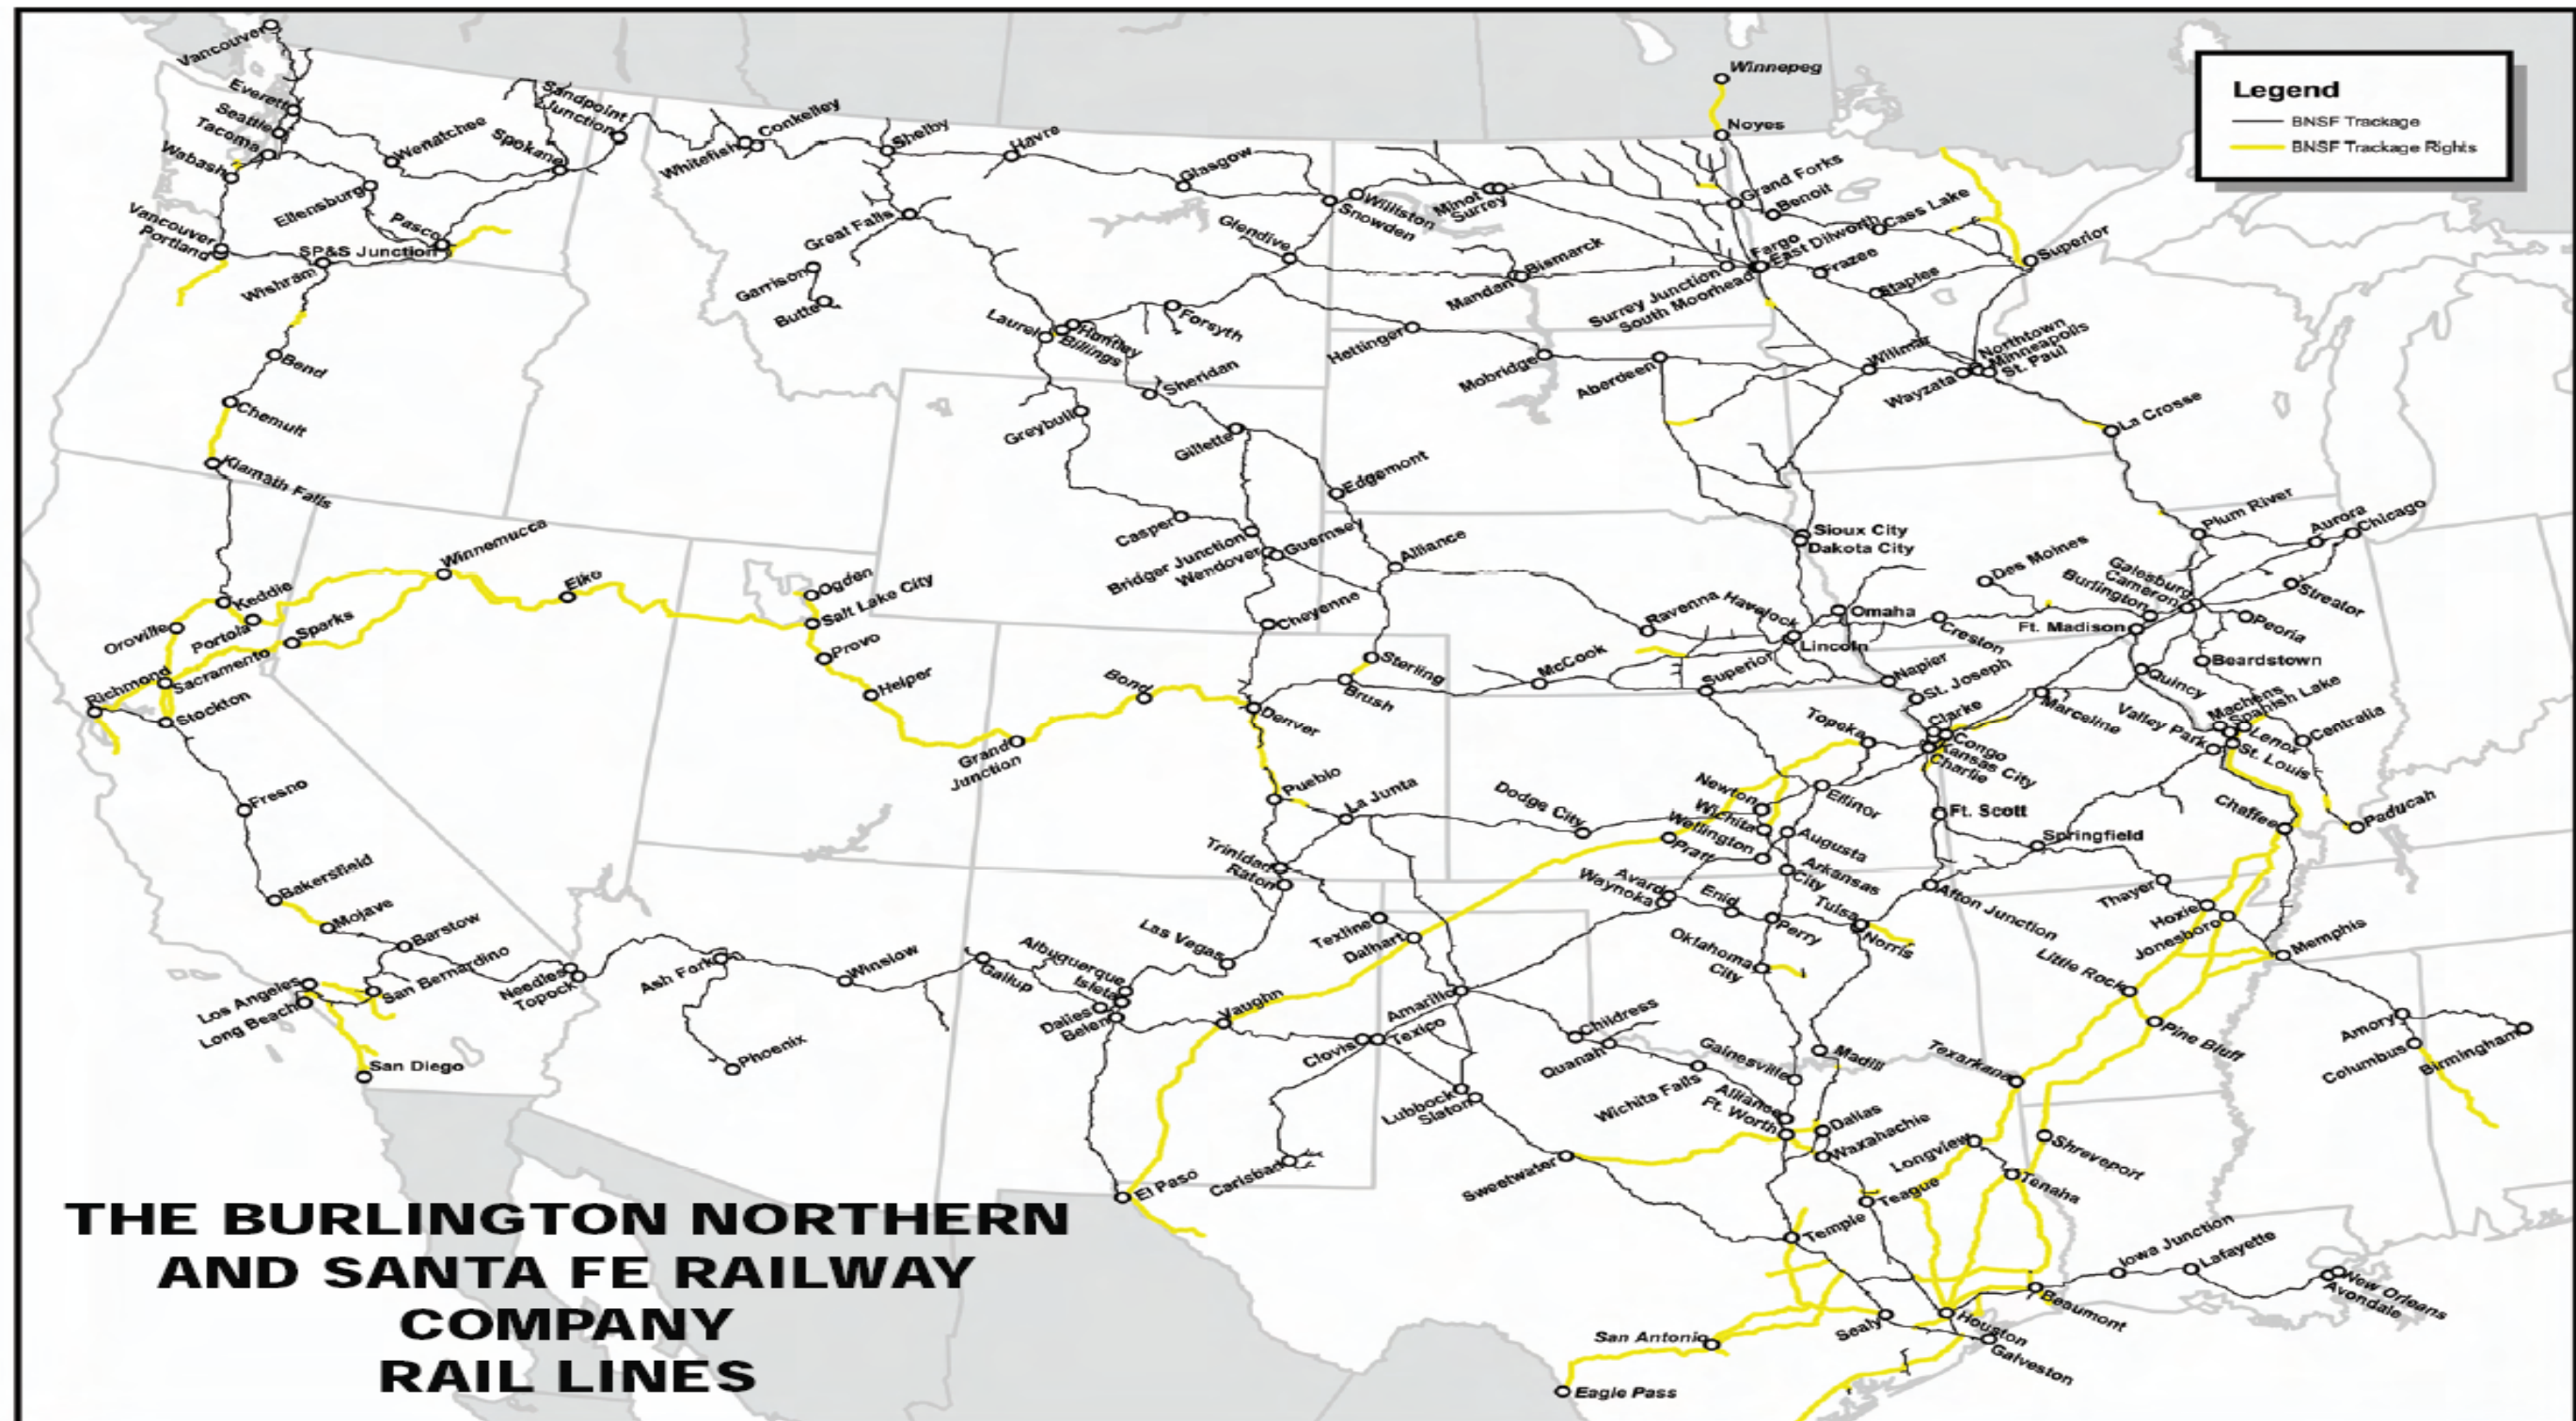 Vancouver
Everett
Seattle
Tacoma
Wabash
Wenatchee
Spokane
Sandpoint
Junction
Whitefish
Conkelley
Shelby
Havre
Glasgow
Williston
Snowden
Minot
Surrey
Winnepeg
Noyes
Grand Forks
Benoit
Cass Lake
Legend
BNSF Trackage
BNSF Trackage Rights
Ellensburg
Pasco
Vancouver
Portland
SP&S Junction
Wishram
Great Falls
Garrison
Butte
Glendive
Mandan
Bismarck
Fargo
East Dilworth
Surrey Junction
South Moorhead
Frazee
Staples
Superior
Bend
Laurel
Huntley
Billings
Forsyth
Sheridan
Hettinger
Mobridge
Aberdeen
Willmar
Wayzata
Northtown
Minneapolis
St. Paul
La Crosse
Chemult
Klamath Falls
Greybull
Gillette
Edgemont
Casper
Bridger Junction
Wendover
Guernsey
Alliance
Sioux City
Dakota City
Des Moines
Plum River
Aurora
Chicago
Winnemucca
Elko
Ogden
Salt Lake City
Provo
Helper
Keddie
Portola
Oroville
Sparks
Richmond
Sacramento
Stockton
Cheyenne
Sterling
Brush
McCook
Ravenna
Havelock
Omaha
Lincoln
Superior
Creston
Napier
St. Joseph
Galesburg
Cameron
Burlington
Ft. Madison
Streator
Peoria
Beardstown
Quincy
Fresno
Grand
Junction
Bond
Denver
Pueblo
La Junta
Dodge City
Topeka
Clarke
Congo
Kansas City
Charlie
Marceline
Machens
Spanish Lake
Valley Park
Lenox
St. Louis
Centralia
Newton
Wichita
Wellington
Pratt
Ellinor
Augusta
Arkansas
City
Ft. Scott
Springfield
Chaffee
Paducah
Bakersfield
Mojave
Barstow
San Bernardino
Los Angeles
Long Beach
San Diego
Needles
Topock
Ash Fork
Phoenix
Winslow
Gallup
Albuquerque
Isleta
Dalies
Belen
Las Vegas
Trinidad
Raton
Texline
Dalhart
Vaughn
Amarillo
Clovis
Texico
Avard
Waynoka
Enid
Perry
Tulsa
Norris
Oklahoma
City
Afton Junction
Thayer
Hoxie
Jonesboro
Memphis
Little Rock
Pine Bluff
Amory
Columbus
Birmingham
Childress
Quanah
Wichita Falls
Gainesville
Madill
Lubbock
Slaton
Carlsbad
El Paso
Sweetwater
Alliance
Ft. Worth
Dallas
Waxahachie
Texarkana
Longview
Shreveport
Tenaha
Teague
Temple
Iowa Junction
Lafayette
New Orleans
Avondale
Beaumont
Sealy
Houston
Galveston
San Antonio
Eagle Pass
THE BURLINGTON NORTHERN
AND SANTA FE RAILWAY
COMPANY
RAIL LINES